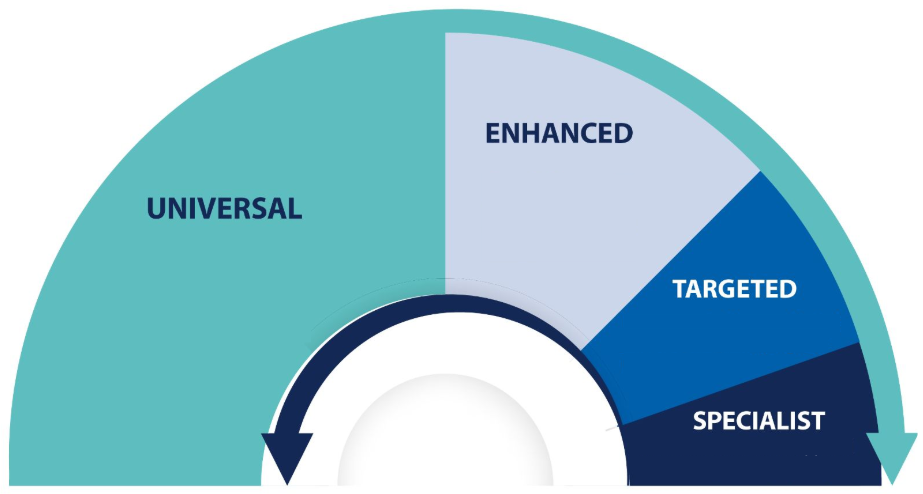 UNIVERSAL
ENHANCED
TARGETED
SPECIALIST